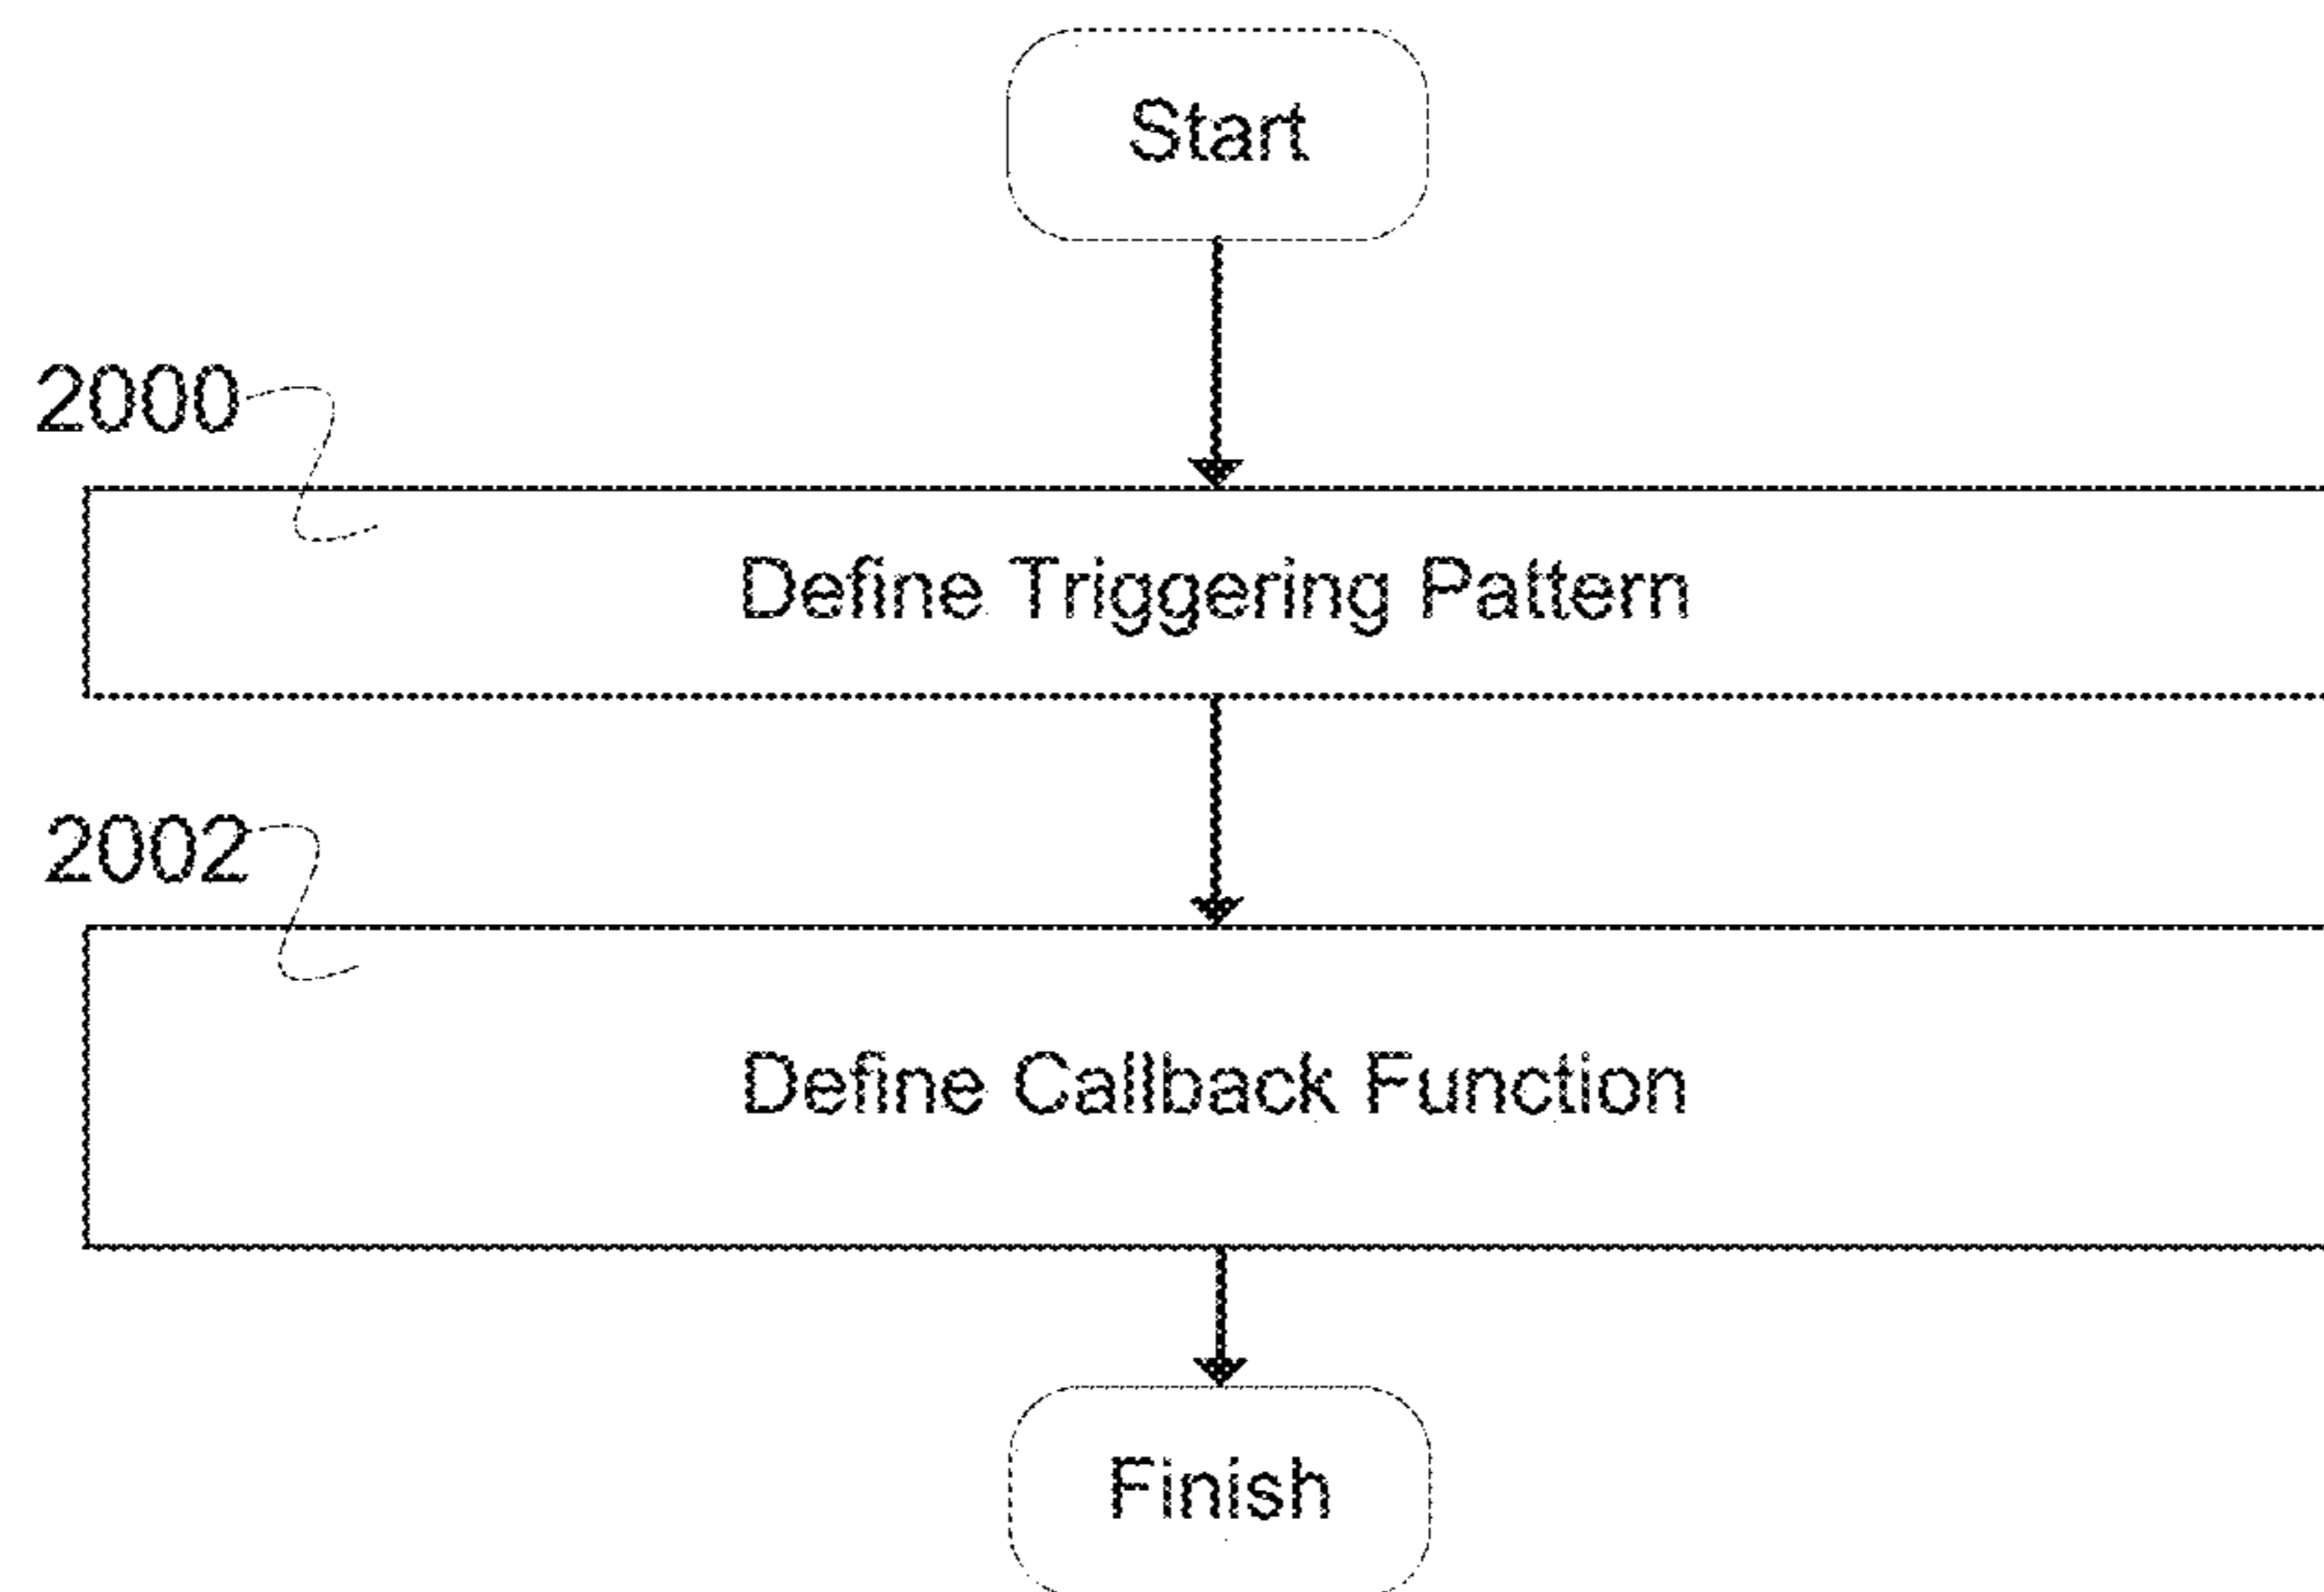 Start
2000
Define Triggering Pattern
2002
Define Callback Function
Finish